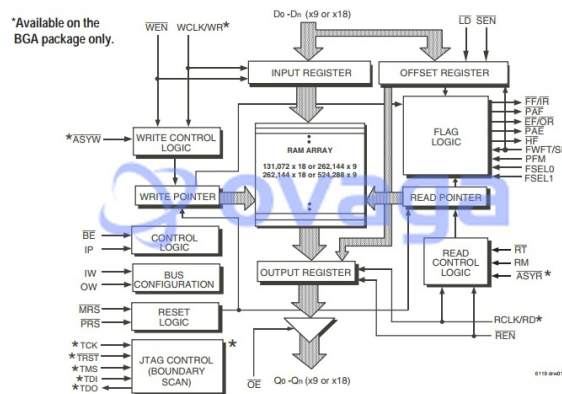 *Available on the
BGA package only.
D0 -Dn (x9 or x18)
LD SEN
WEN WCLK/WR*
INPUT REGISTER
OFFSET REGISTER
FF/IR
PAF
EF/OR
PAE
HF
FWFT/SI
PFM
FSEL0
FSEL1
FLAG
LOGIC
*ASYW
WRITE CONTROL
LOGIC
RAM ARRAY
131,072 x 18 or 262,144 x 9
262,144 x 18 or 524,288 x 9
ovaga
WRITE POINTER
READ POINTER
BE
IP
CONTROL
LOGIC
RT
RM
ASYR*
READ
CONTROL
LOGIC
IW
OW
BUS
CONFIGURATION
OUTPUT REGISTER
MRS
PRS
RESET
LOGIC
RCLK/RD*
REN
*TCK
*TRST
*TMS
*TDI
*TDO
JTAG CONTROL
(BOUNDARY
SCAN)
*
OE
Q0 -Qn (x9 or x18)